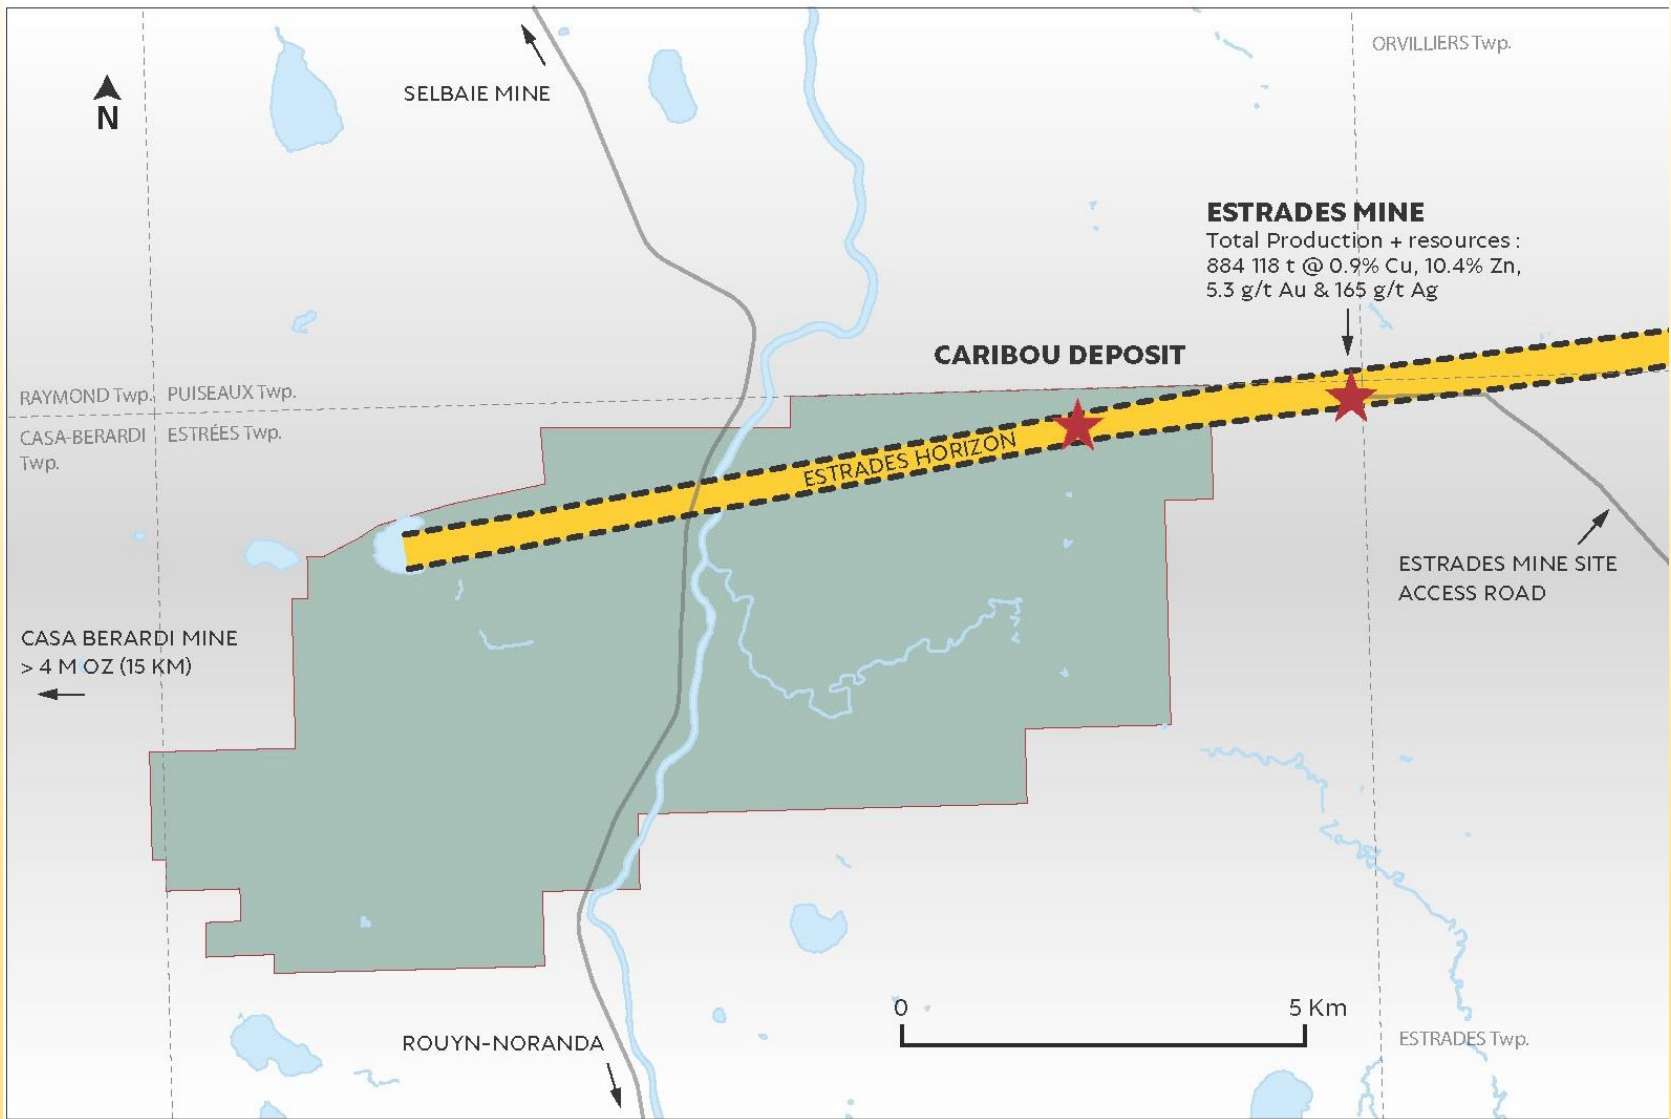 ORVILLIERS Twp.
SELBAIE MINE
N
ESTRADES MINE
Total Production + resources :
884 118 t @ 0.9% Cu, 10.4% Zn,
5.3 g/t Au & 165 g/t Ag
CARIBOU DEPOSIT
RAYMOND Twp.
PUISEAUX Twp.
CASA-BERARDI
Twp.
ESTRÉES Twp.
ESTRADES HORIZON
ESTRADES MINE SITE
ACCESS ROAD
CASA BERARDI MINE
> 4 M OZ (15 KM)
0
5 Km
ROUYN-NORANDA
ESTRADES Twp.